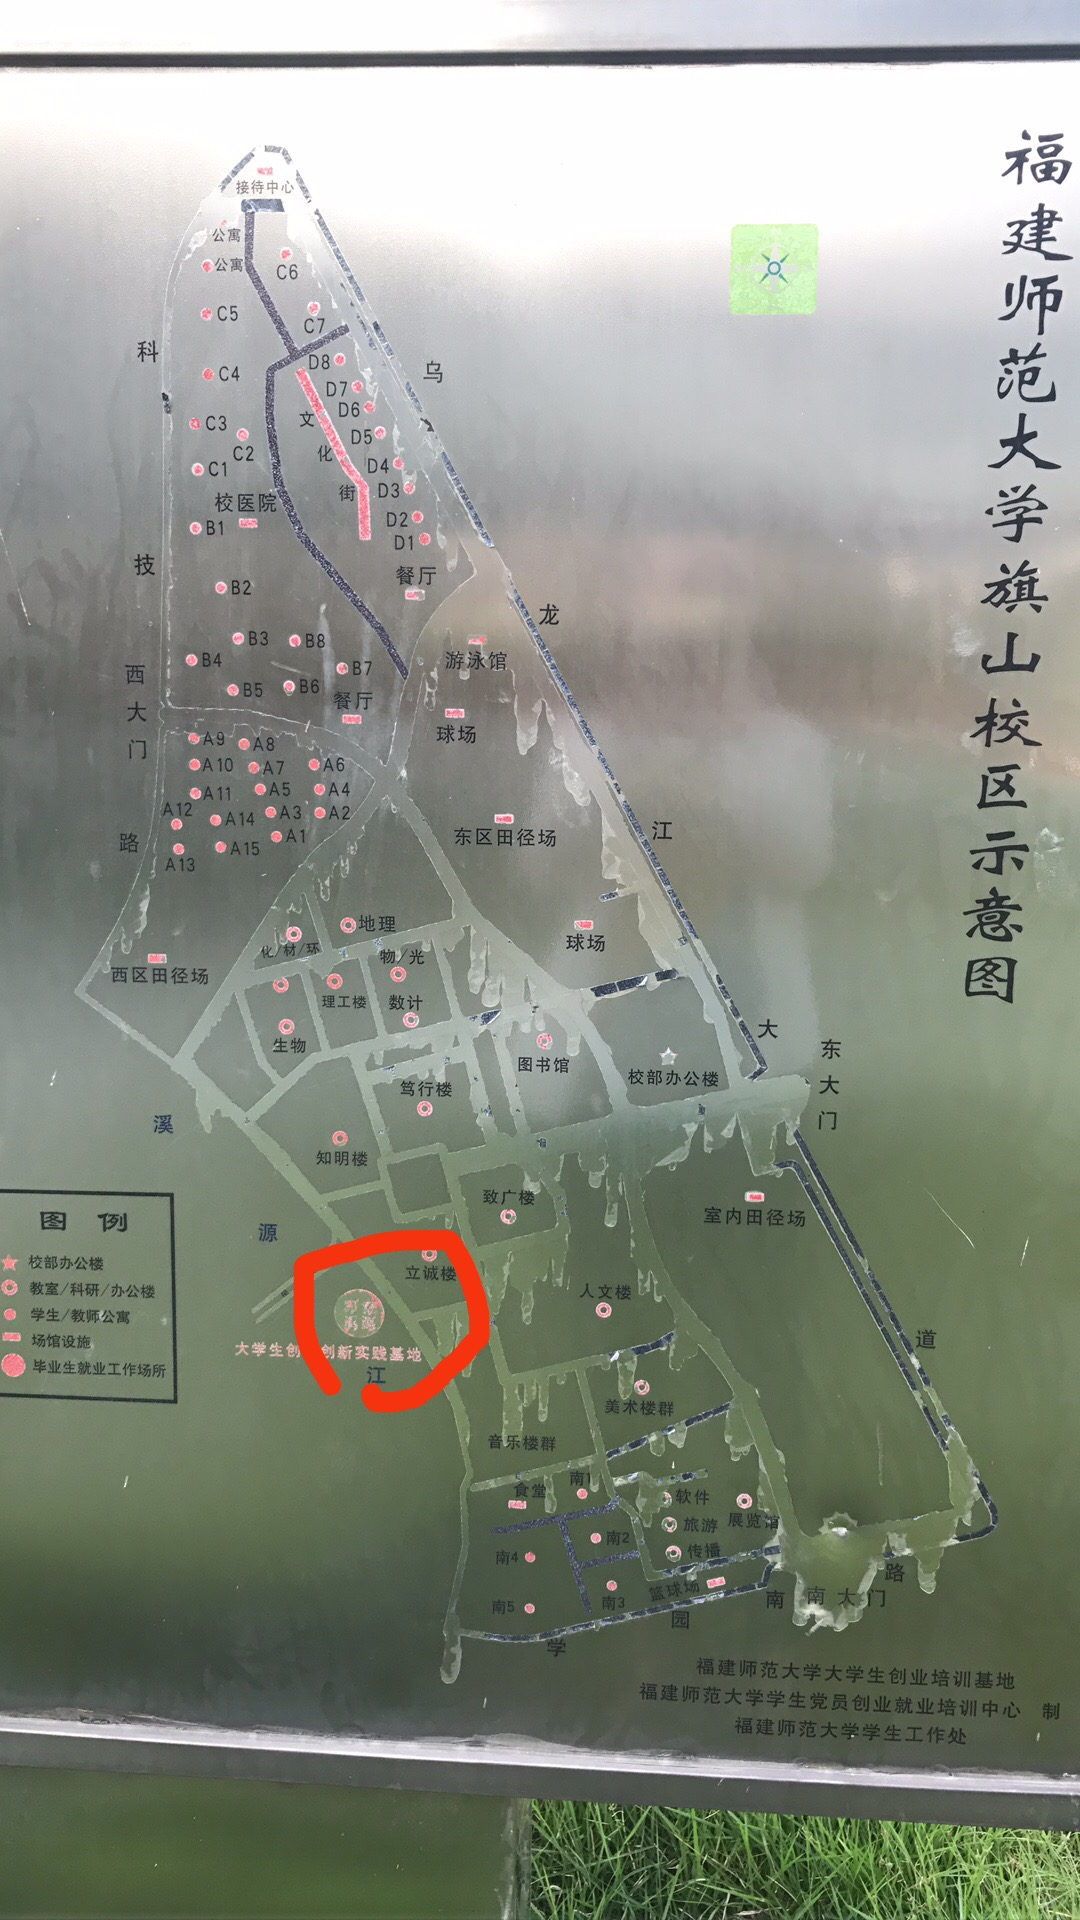 福建师范大学旗山校区示意图
接待中心
公寓
公寓
C6
C5
C7
科
乌
D8
C4
D7
D6
文
C3
D5
C2
化
D4
C1
街
D3
校医院
D2
B1
D1
技
餐厅
B2
龙
B3
B8
游泳馆
B4
B7
西大门
B5
B6
餐厅
球场
A9
A8
A10
A7
A6
A11
A5
A4
A12
A14
A3
A2
江
路
A1
东区田径场
A15
A13
地理
球场
化/材/环
物/光
西区田径场
理工楼
数计
大
生物
图书馆
东大门
校部办公楼
笃行楼
溪
知明楼
致广楼
室内田径场
图例
源
校部办公楼
立诚楼
教室/科研/办公楼
人文楼
学生/教师公寓
场馆设施
道
大学生创
创新实践基地
毕业生就业工作场所
江
美术楼群
音乐楼群
南1
食堂
软件
展览馆
旅游
南2
传播
南4
路
篮球场
南3
南
南大门
南5
园
学
福建师范大学大学生创业培训基地
福建师范大学学生党员创业就业培训中心 制
福建师范大学学生工作处